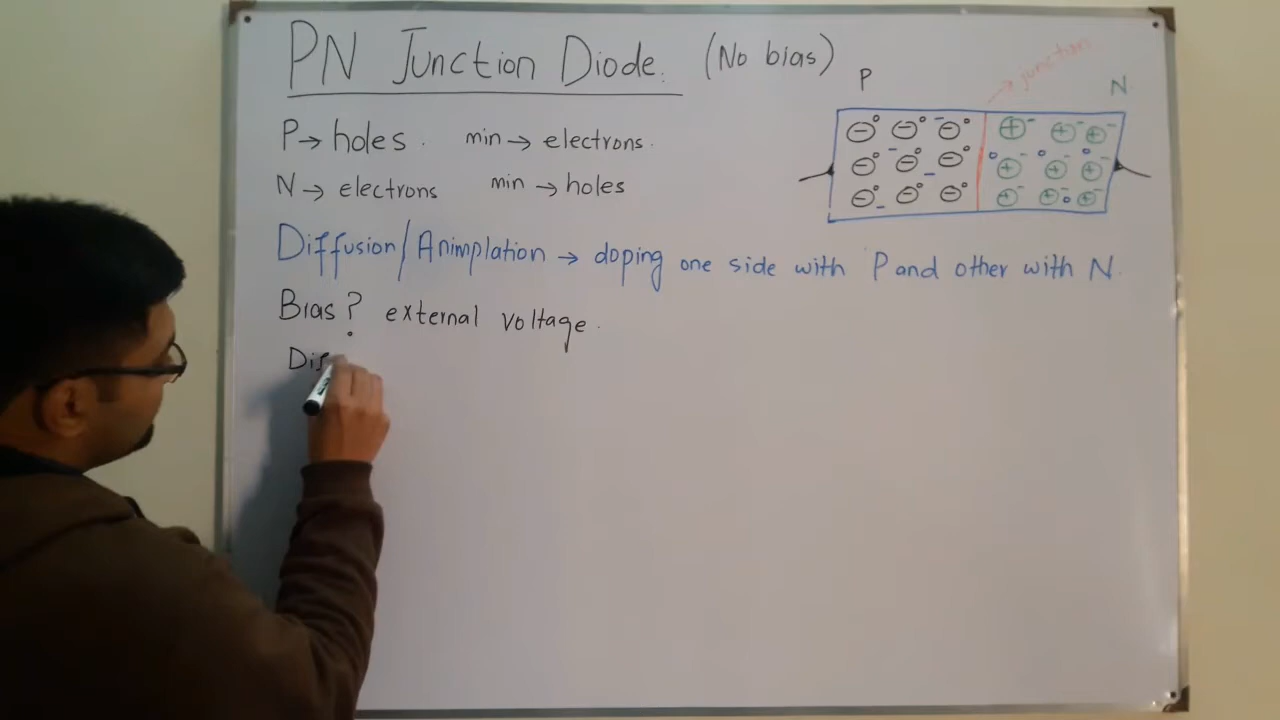 PN Junction Diode. (No bias)
P → junction N
P → holes. min → electrons.
N → electrons min → holes
Diffusion/Animplation → doping one side with P and other with N.
Bias? external voltage.
Dif